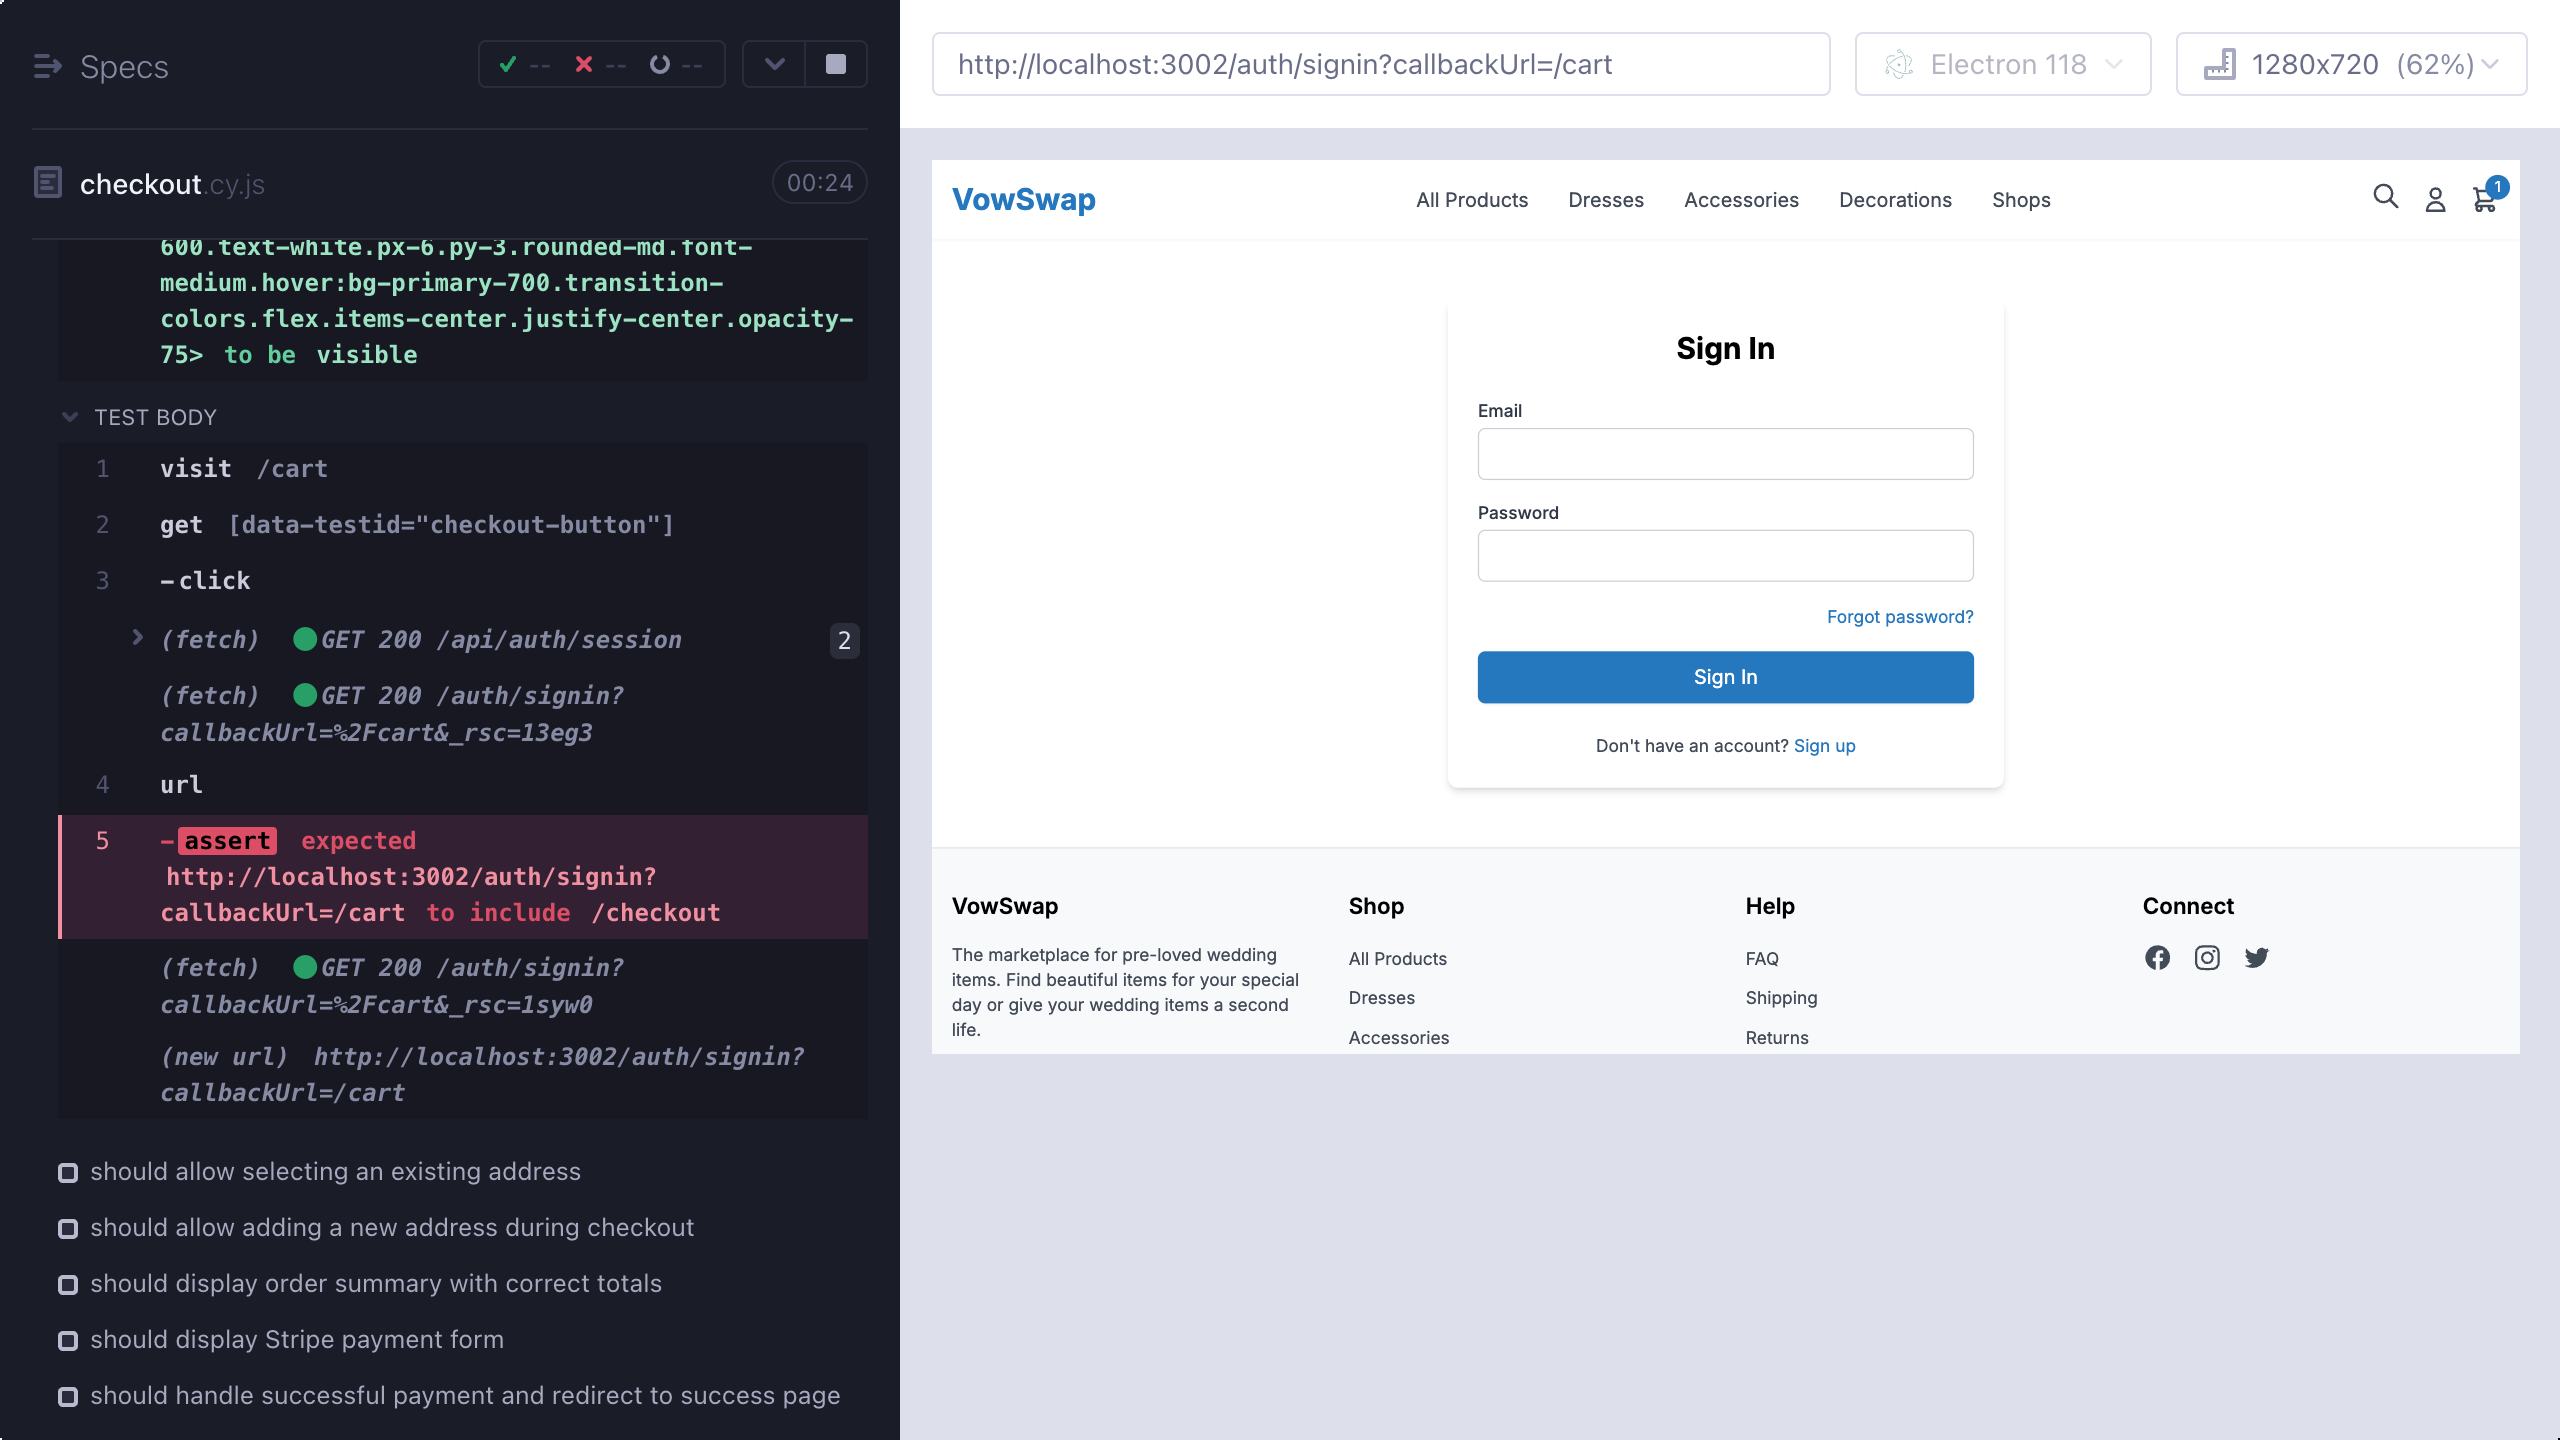 Specs
-- -- --
checkout.cy.js
00:24
600.text-white.px-6.py-3.rounded-md.font-
medium.hover:bg-primary-700.transition-
colors.flex.items-center.justify-center.opacity-
75> to be visible
TEST BODY
1 visit /cart
2 get [data-testid="checkout-button"]
3 -click
(fetch) GET 200 /api/auth/session 2
(fetch) GET 200 /auth/signin?
callbackUrl=%2Fcart&_rsc=13eg3
4 url
5 -assert expected
http://localhost:3002/auth/signin?
callbackUrl=/cart to include /checkout
(fetch) GET 200 /auth/signin?
callbackUrl=%2Fcart&_rsc=1syw0
(new url) http://localhost:3002/auth/signin?
callbackUrl=/cart
should allow selecting an existing address
should allow adding a new address during checkout
should display order summary with correct totals
should display Stripe payment form
should handle successful payment and redirect to success page
http://localhost:3002/auth/signin?callbackUrl=/cart
Electron 118
1280x720 (62%)
VowSwap
All Products Dresses Accessories Decorations Shops
1
Sign In
Email
Password
Forgot password?
Sign In
Don't have an account? Sign up
VowSwap
The marketplace for pre-loved wedding
items. Find beautiful items for your special
day or give your wedding items a second
life.
Shop
All Products
Dresses
Accessories
Help
FAQ
Shipping
Returns
Connect